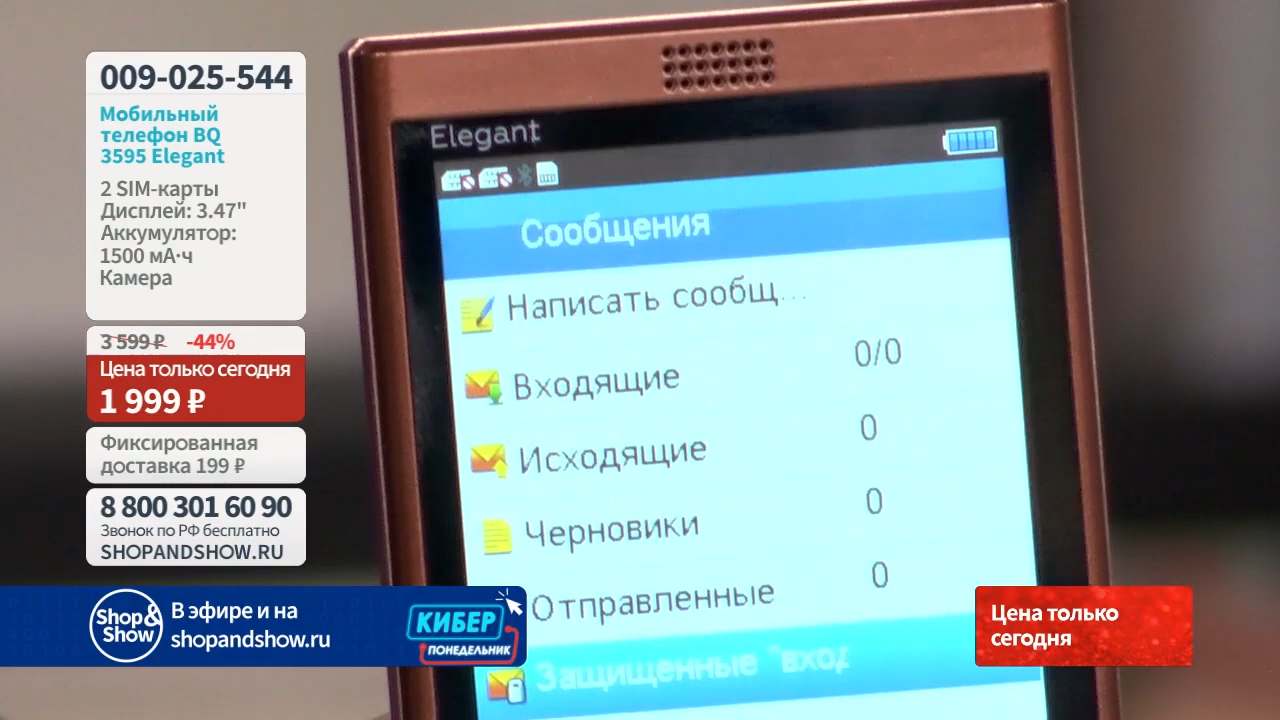 009-025-544
Мобильный
телефон BQ
3595 Elegant
2 SIM-карты
Дисплей: 3.47"
Аккумулятор:
1500 мА·ч
Камера
3 599 ₽ -44%
Цена только сегодня
1 999 ₽
Фиксированная
доставка 199 ₽
8 800 301 60 90
Звонок по РФ бесплатно
SHOPANDSHOW.RU
Elegant
Сообщения
Написать сообщ...
Входящие 0/0
Исходящие 0
Черновики 0
Отправленные 0
Защищенные "вход
Shop&
Show
В эфире и на
shopandshow.ru
КИБЕР
ПОНЕДЕЛЬНИК
Цена только
сегодня